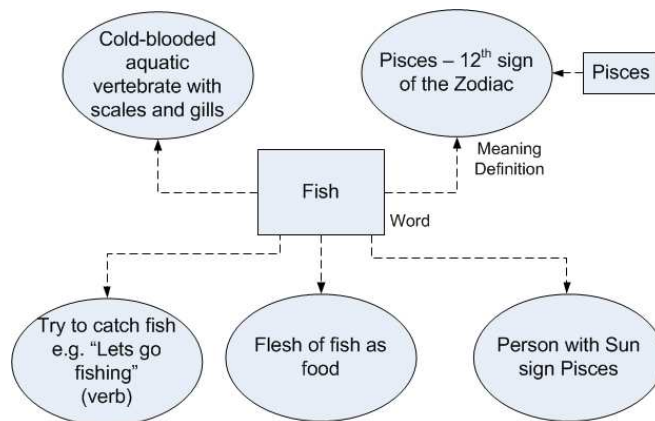 Cold-blooded
aquatic
vertebrate with
scales and gills
Pisces – 12th sign
of the Zodiac
Pisces
Meaning
Definition
Fish
Word
Try to catch fish
e.g. “Lets go
fishing”
(verb)
Flesh of fish as
food
Person with Sun
sign Pisces